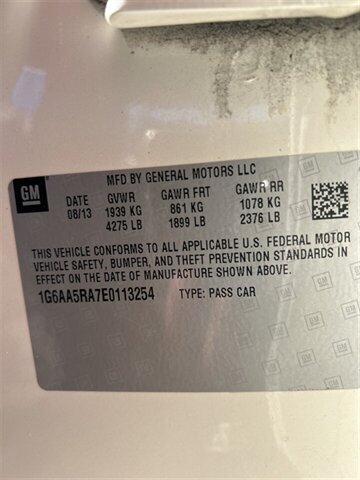 MFD BY GENERAL MOTORS LLC
GM
DATE GVWR GAWR FRT GAWR RR
08/13 1939 KG 861 KG 1078 KG
4275 LB 1899 LB 2376 LB
THIS VEHICLE CONFORMS TO ALL APPLICABLE U.S. FEDERAL MOTOR
VEHICLE SAFETY, BUMPER, AND THEFT PREVENTION STANDARDS IN
EFFECT ON THE DATE OF MANUFACTURE SHOWN ABOVE.
1G6AA5RA7E0113254 TYPE: PASS CAR